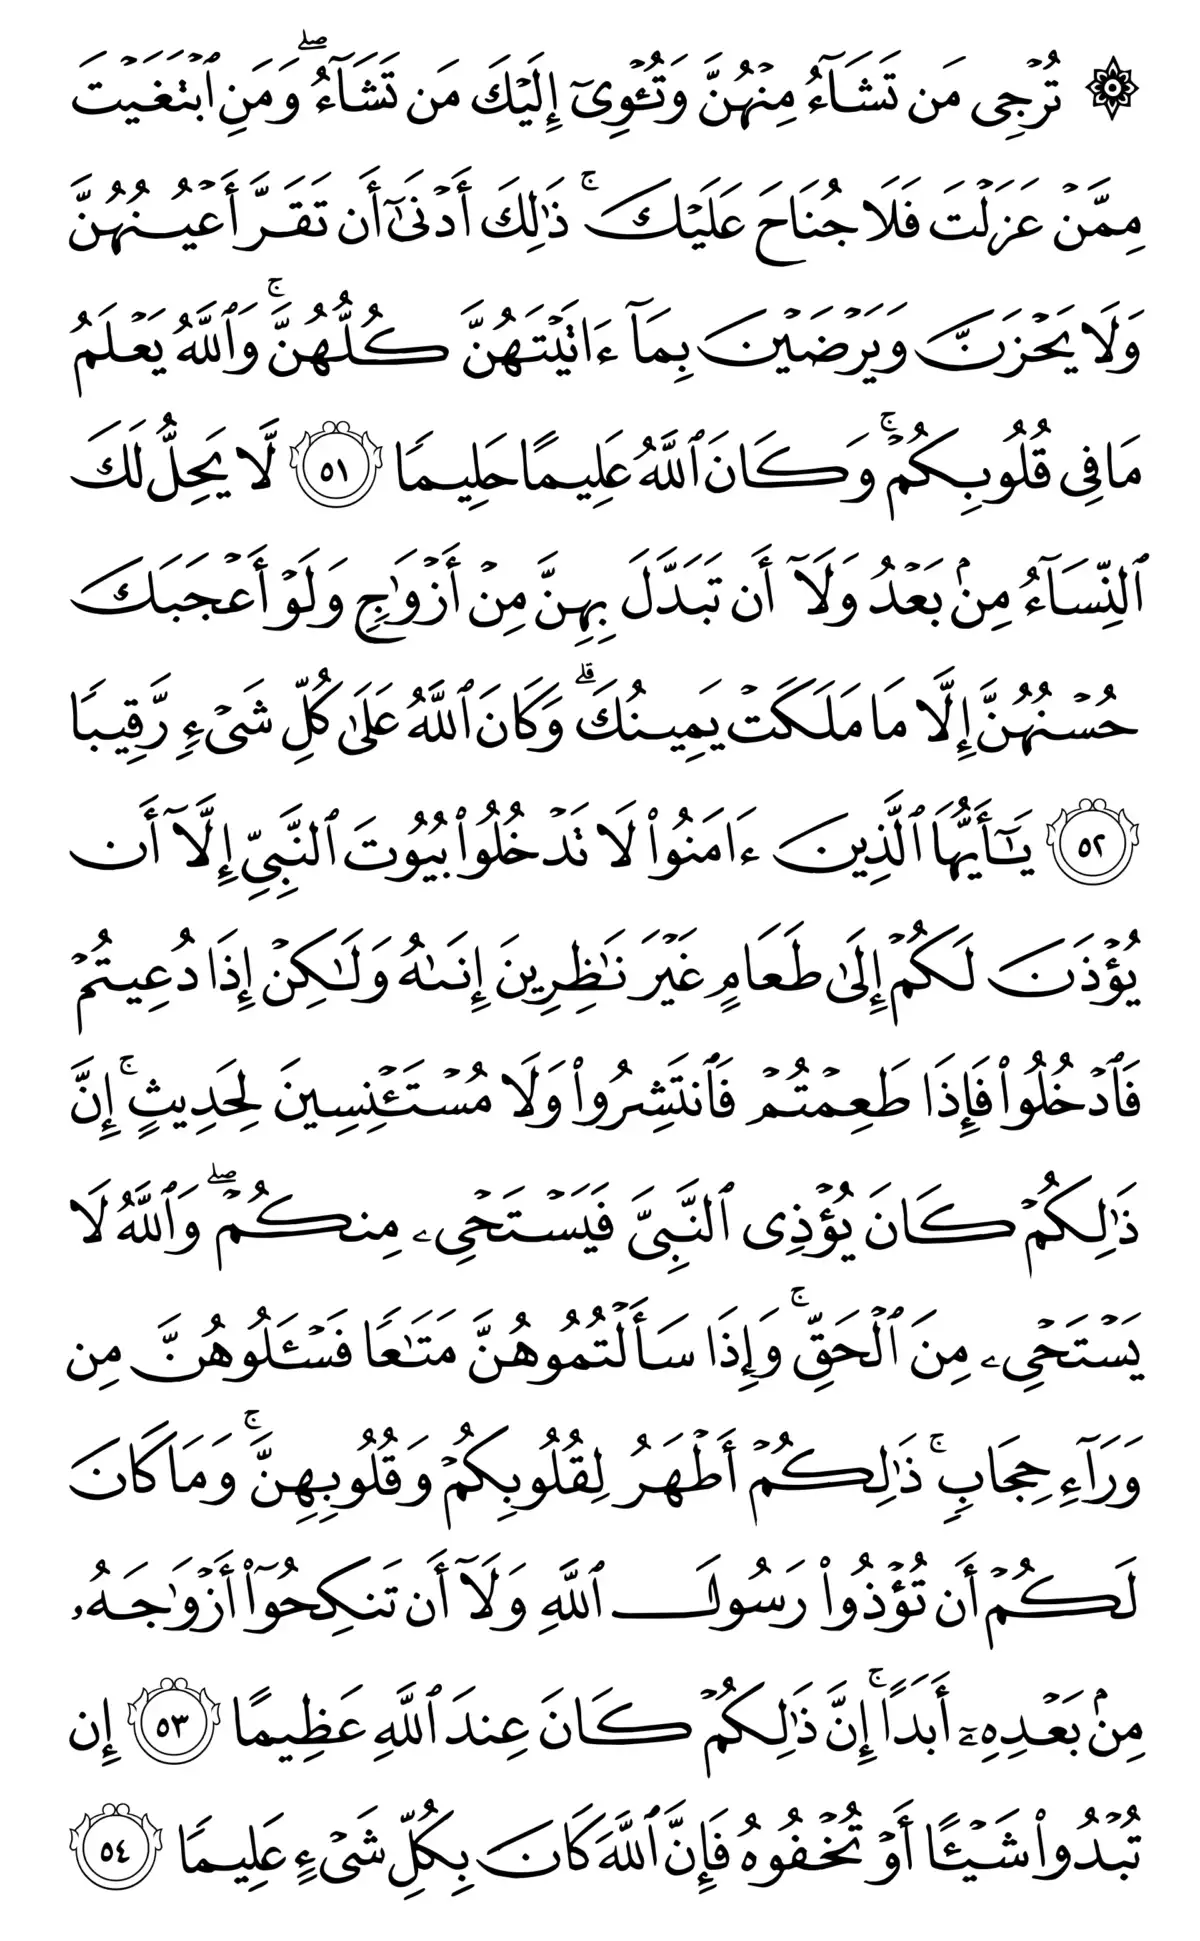 ۞ تُرۡجِي مَن تَشَآءُ مِنۡهُنَّ وَتُـٔۡوِيٓ إِلَيۡكَ مَن تَشَآءُۖ وَمَنِ ٱبۡتَغَيۡتَ
مِمَّنۡ عَزَلۡتَ فَلَا جُنَاحَ عَلَيۡكَۚ ذَٰلِكَ أَدۡنَىٰٓ أَن تَقَرَّ أَعۡيُنُهُنَّ
وَلَا يَحۡزَنَّ وَيَرۡضَيۡنَ بِمَآ ءَاتَيۡتَهُنَّ كُلُّهُنَّۚ وَٱللَّهُ يَعۡلَمُ
مَا فِي قُلُوبِكُمۡۚ وَكَانَ ٱللَّهُ عَلِيمًا حَلِيمًا ٥١ لَّا يَحِلُّ لَكَ
ٱلنِّسَآءُ مِنۢ بَعۡدُ وَلَآ أَن تَبَدَّلَ بِهِنَّ مِنۡ أَزۡوَٰجٖ وَلَوۡ أَعۡجَبَكَ
حُسۡنُهُنَّ إِلَّا مَا مَلَكَتۡ يَمِينُكَۗ وَكَانَ ٱللَّهُ عَلَىٰ كُلِّ شَيۡءٖ رَّقِيبٗا
٥٢ يَٰٓأَيُّهَا ٱلَّذِينَ ءَامَنُواْ لَا تَدۡخُلُواْ بُيُوتَ ٱلنَّبِيِّ إِلَّآ أَن
يُؤۡذَنَ لَكُمۡ إِلَىٰ طَعَامٍ غَيۡرَ نَٰظِرِينَ إِنَىٰهُ وَلَٰكِنۡ إِذَا دُعِيتُمۡ
فَٱدۡخُلُواْ فَإِذَا طَعِمۡتُمۡ فَٱنتَشِرُواْ وَلَا مُسۡتَـٔۡنِسِينَ لِحَدِيثٍۚ إِنَّ
ذَٰلِكُمۡ كَانَ يُؤۡذِي ٱلنَّبِيَّ فَيَسۡتَحۡيِۦ مِنكُمۡۖ وَٱللَّهُ لَا
يَسۡتَحۡيِۦ مِنَ ٱلۡحَقِّۚ وَإِذَا سَأَلۡتُمُوهُنَّ مَتَٰعٗا فَسۡـَٔلُوهُنَّ مِن
وَرَآءِ حِجَابٖۚ ذَٰلِكُمۡ أَطۡهَرُ لِقُلُوبِكُمۡ وَقُلُوبِهِنَّۚ وَمَا كَانَ
لَكُمۡ أَن تُؤۡذُواْ رَسُولَ ٱللَّهِ وَلَآ أَن تَنكِحُوٓاْ أَزۡوَٰجَهُۥ
مِنۢ بَعۡدِهِۦٓ أَبَدًاۚ إِنَّ ذَٰلِكُمۡ كَانَ عِندَ ٱللَّهِ عَظِيمًا ٥٣ إِن
تُبۡدُواْ شَيۡـًٔا أَوۡ تُخۡفُوهُ فَإِنَّ ٱللَّهَ كَانَ بِكُلِّ شَيۡءٍ عَلِيمٗا ٥٤